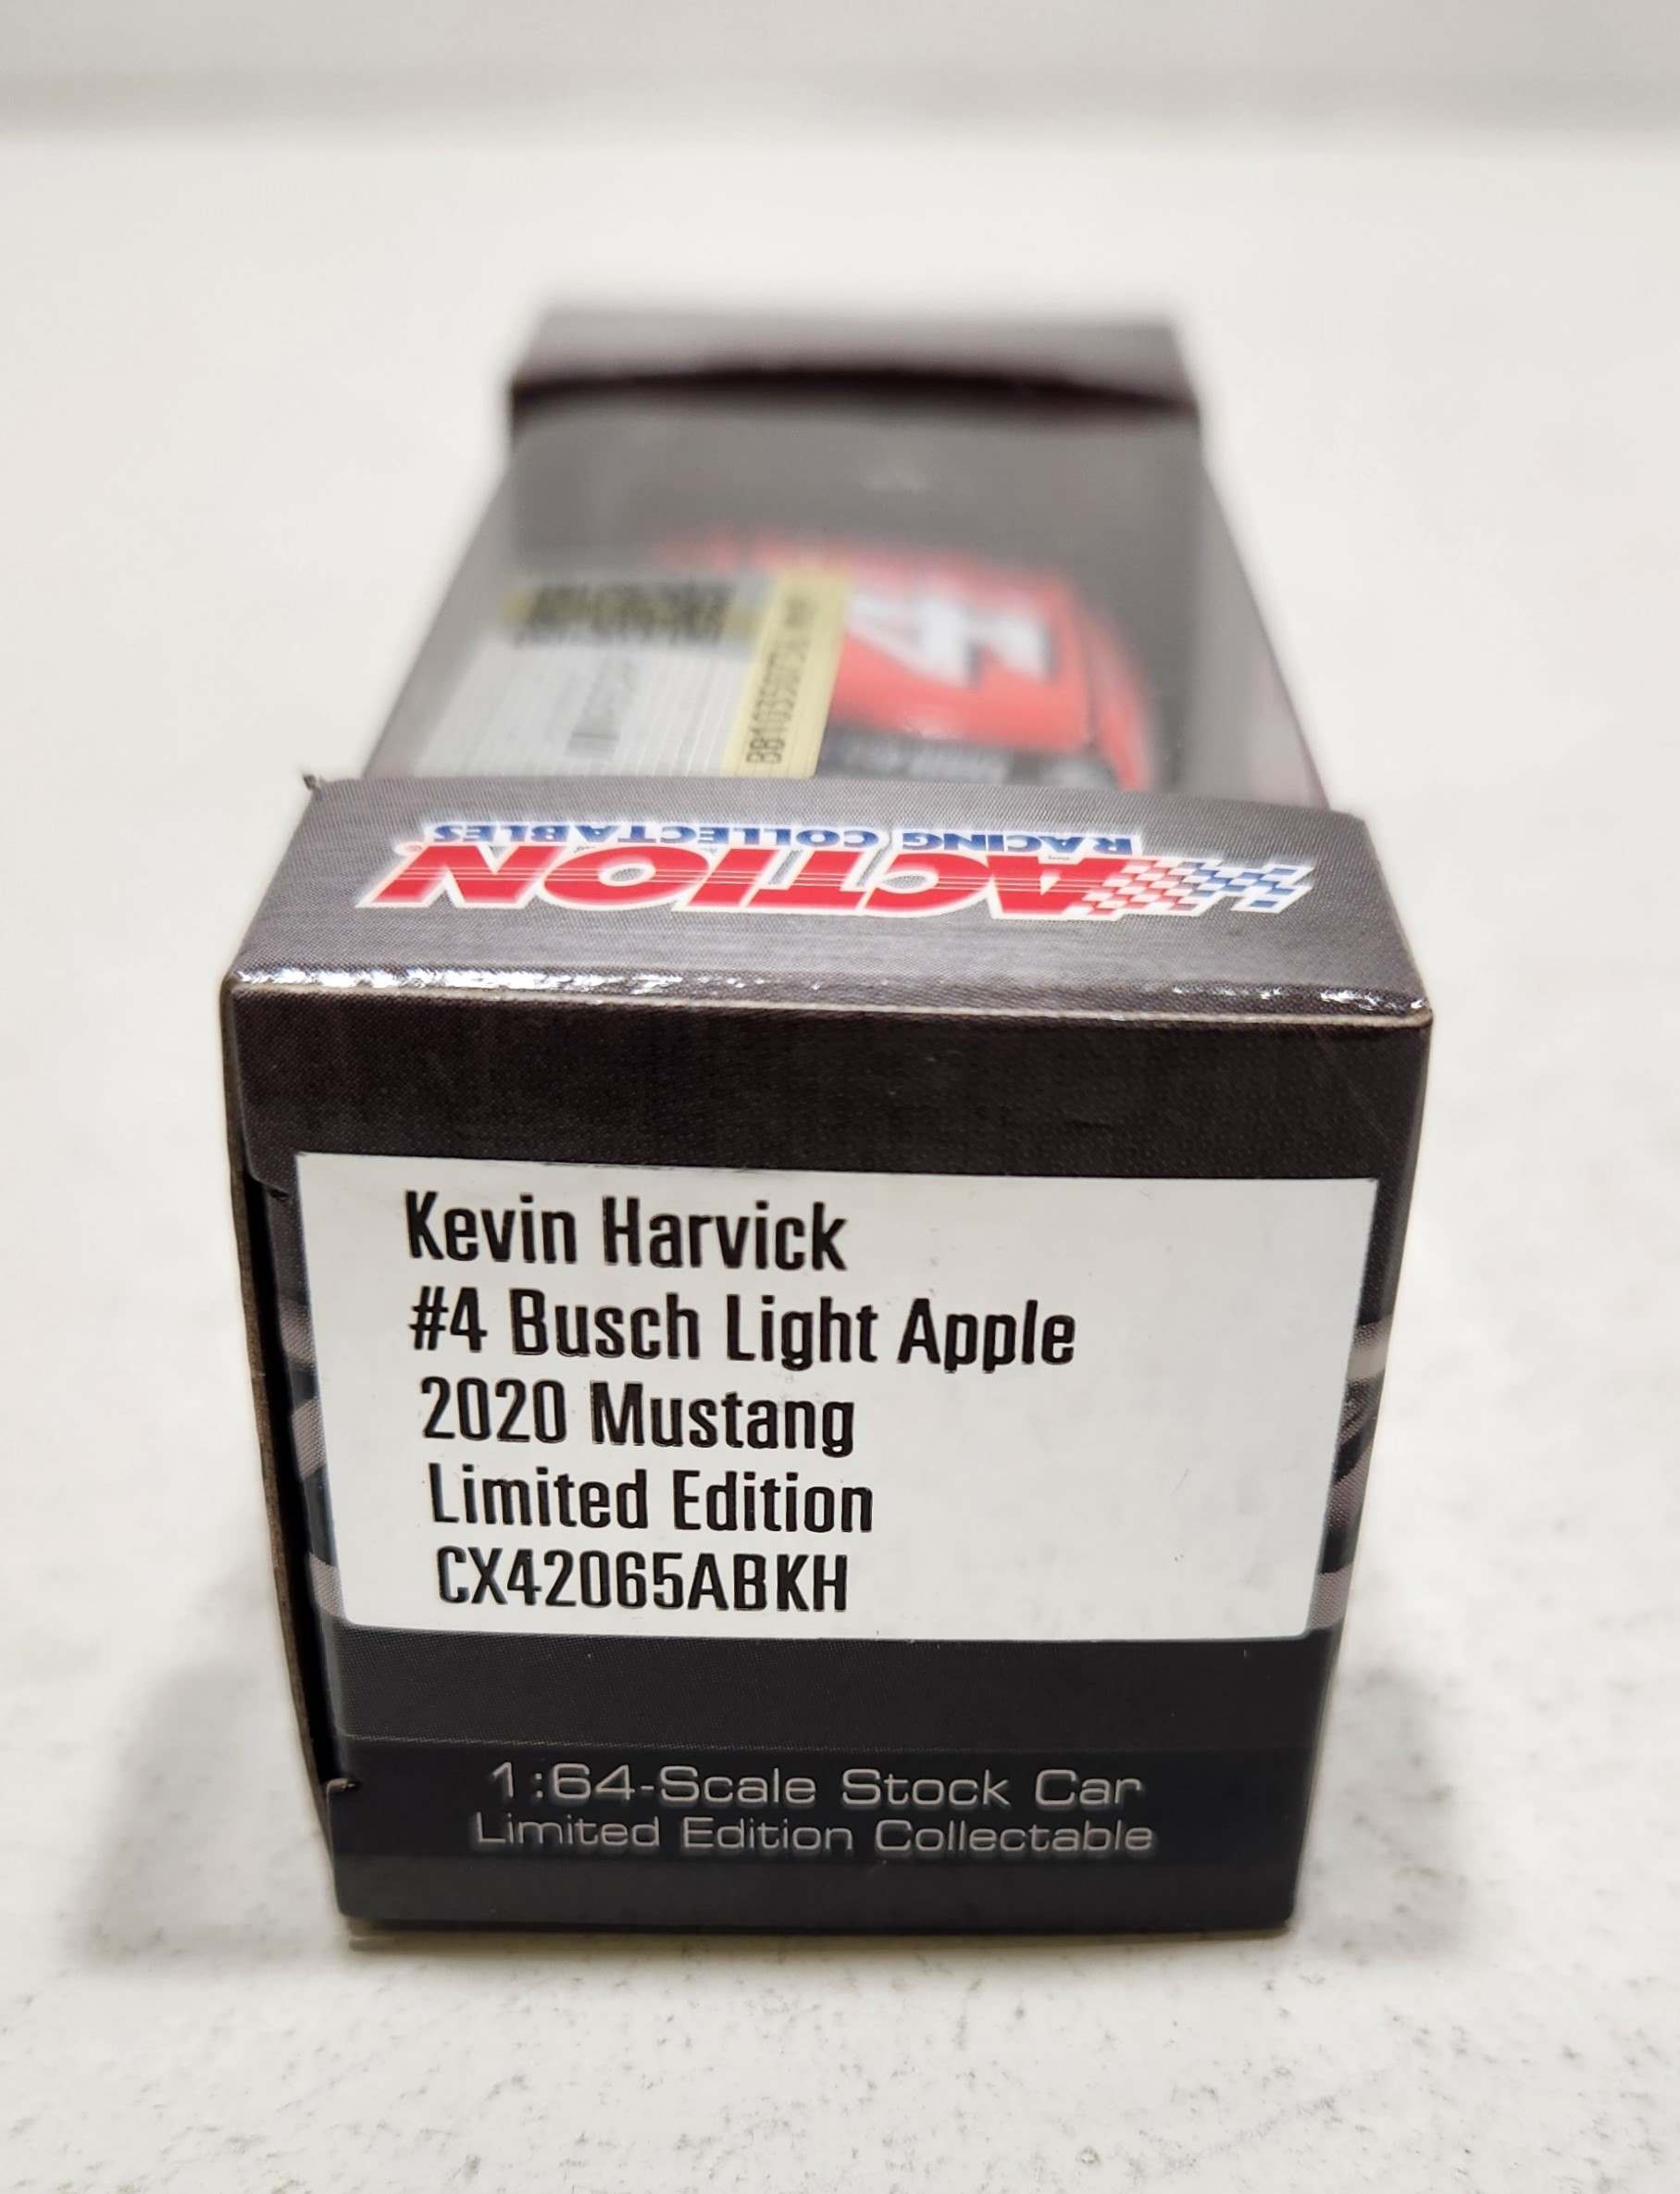 4
ACTION
RACING COLLECTABLES
Kevin Harvick
#4 Busch Light Apple
2020 Mustang
Limited Edition
CX42065ABKH
1:64-Scale Stock Car
Limited Edition Collectable